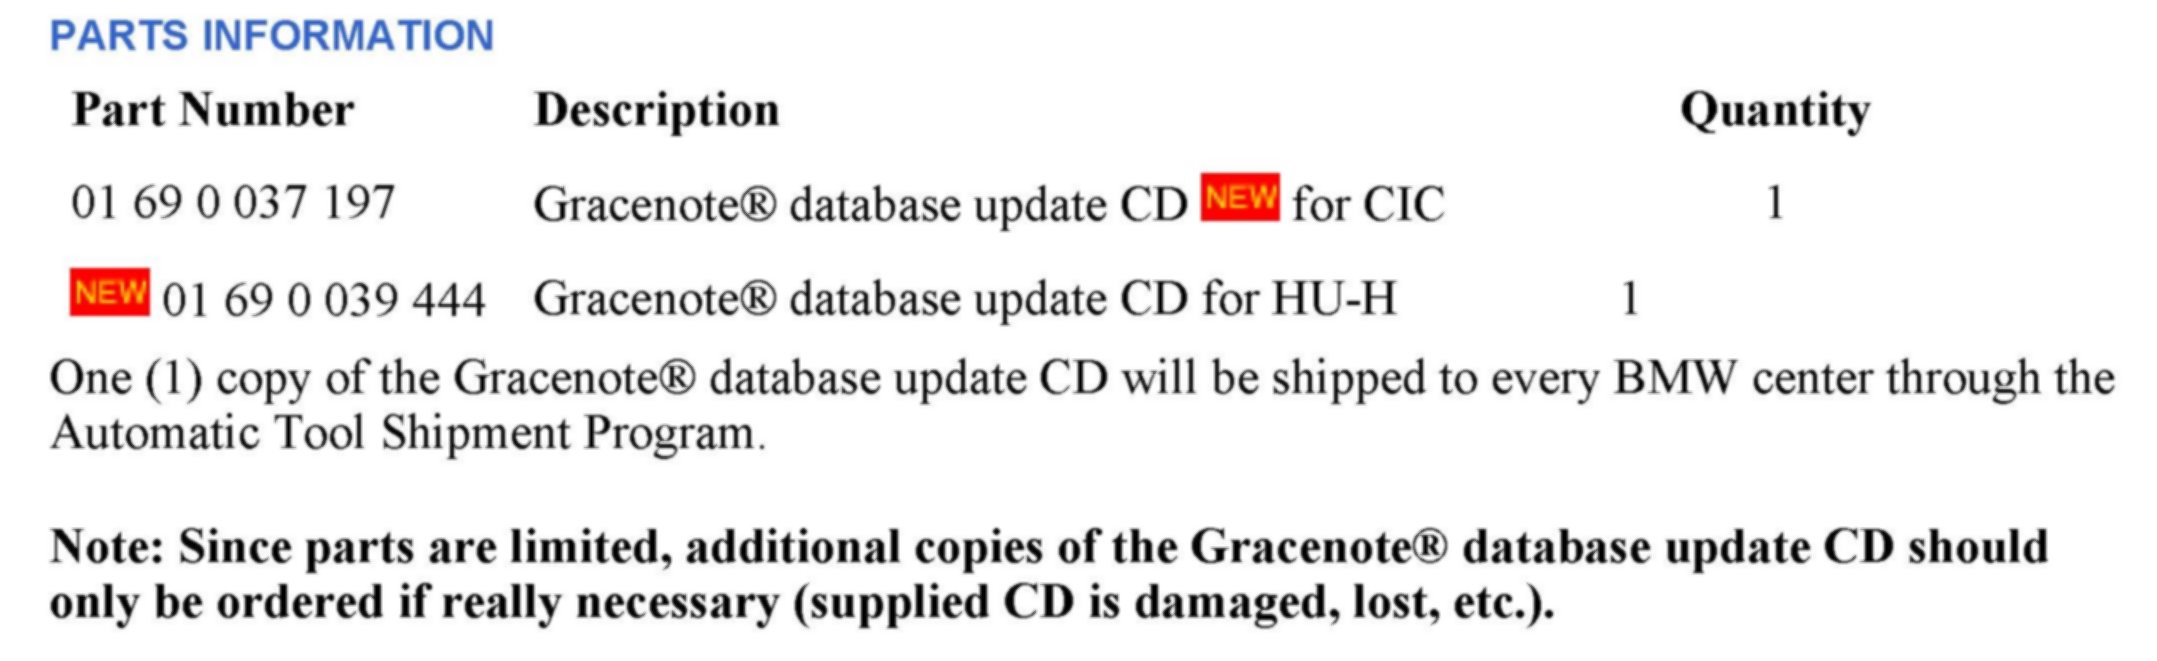 PARTS INFORMATION
Part Number Description Quantity
01 69 0 037 197 Gracenote® database update CD NEW for CIC 1
NEW 01 69 0 039 444 Gracenote® database update CD for HU-H 1
One (1) copy of the Gracenote® database update CD will be shipped to every BMW center through the
Automatic Tool Shipment Program.
Note: Since parts are limited, additional copies of the Gracenote® database update CD should
only be ordered if really necessary (supplied CD is damaged, lost, etc.).